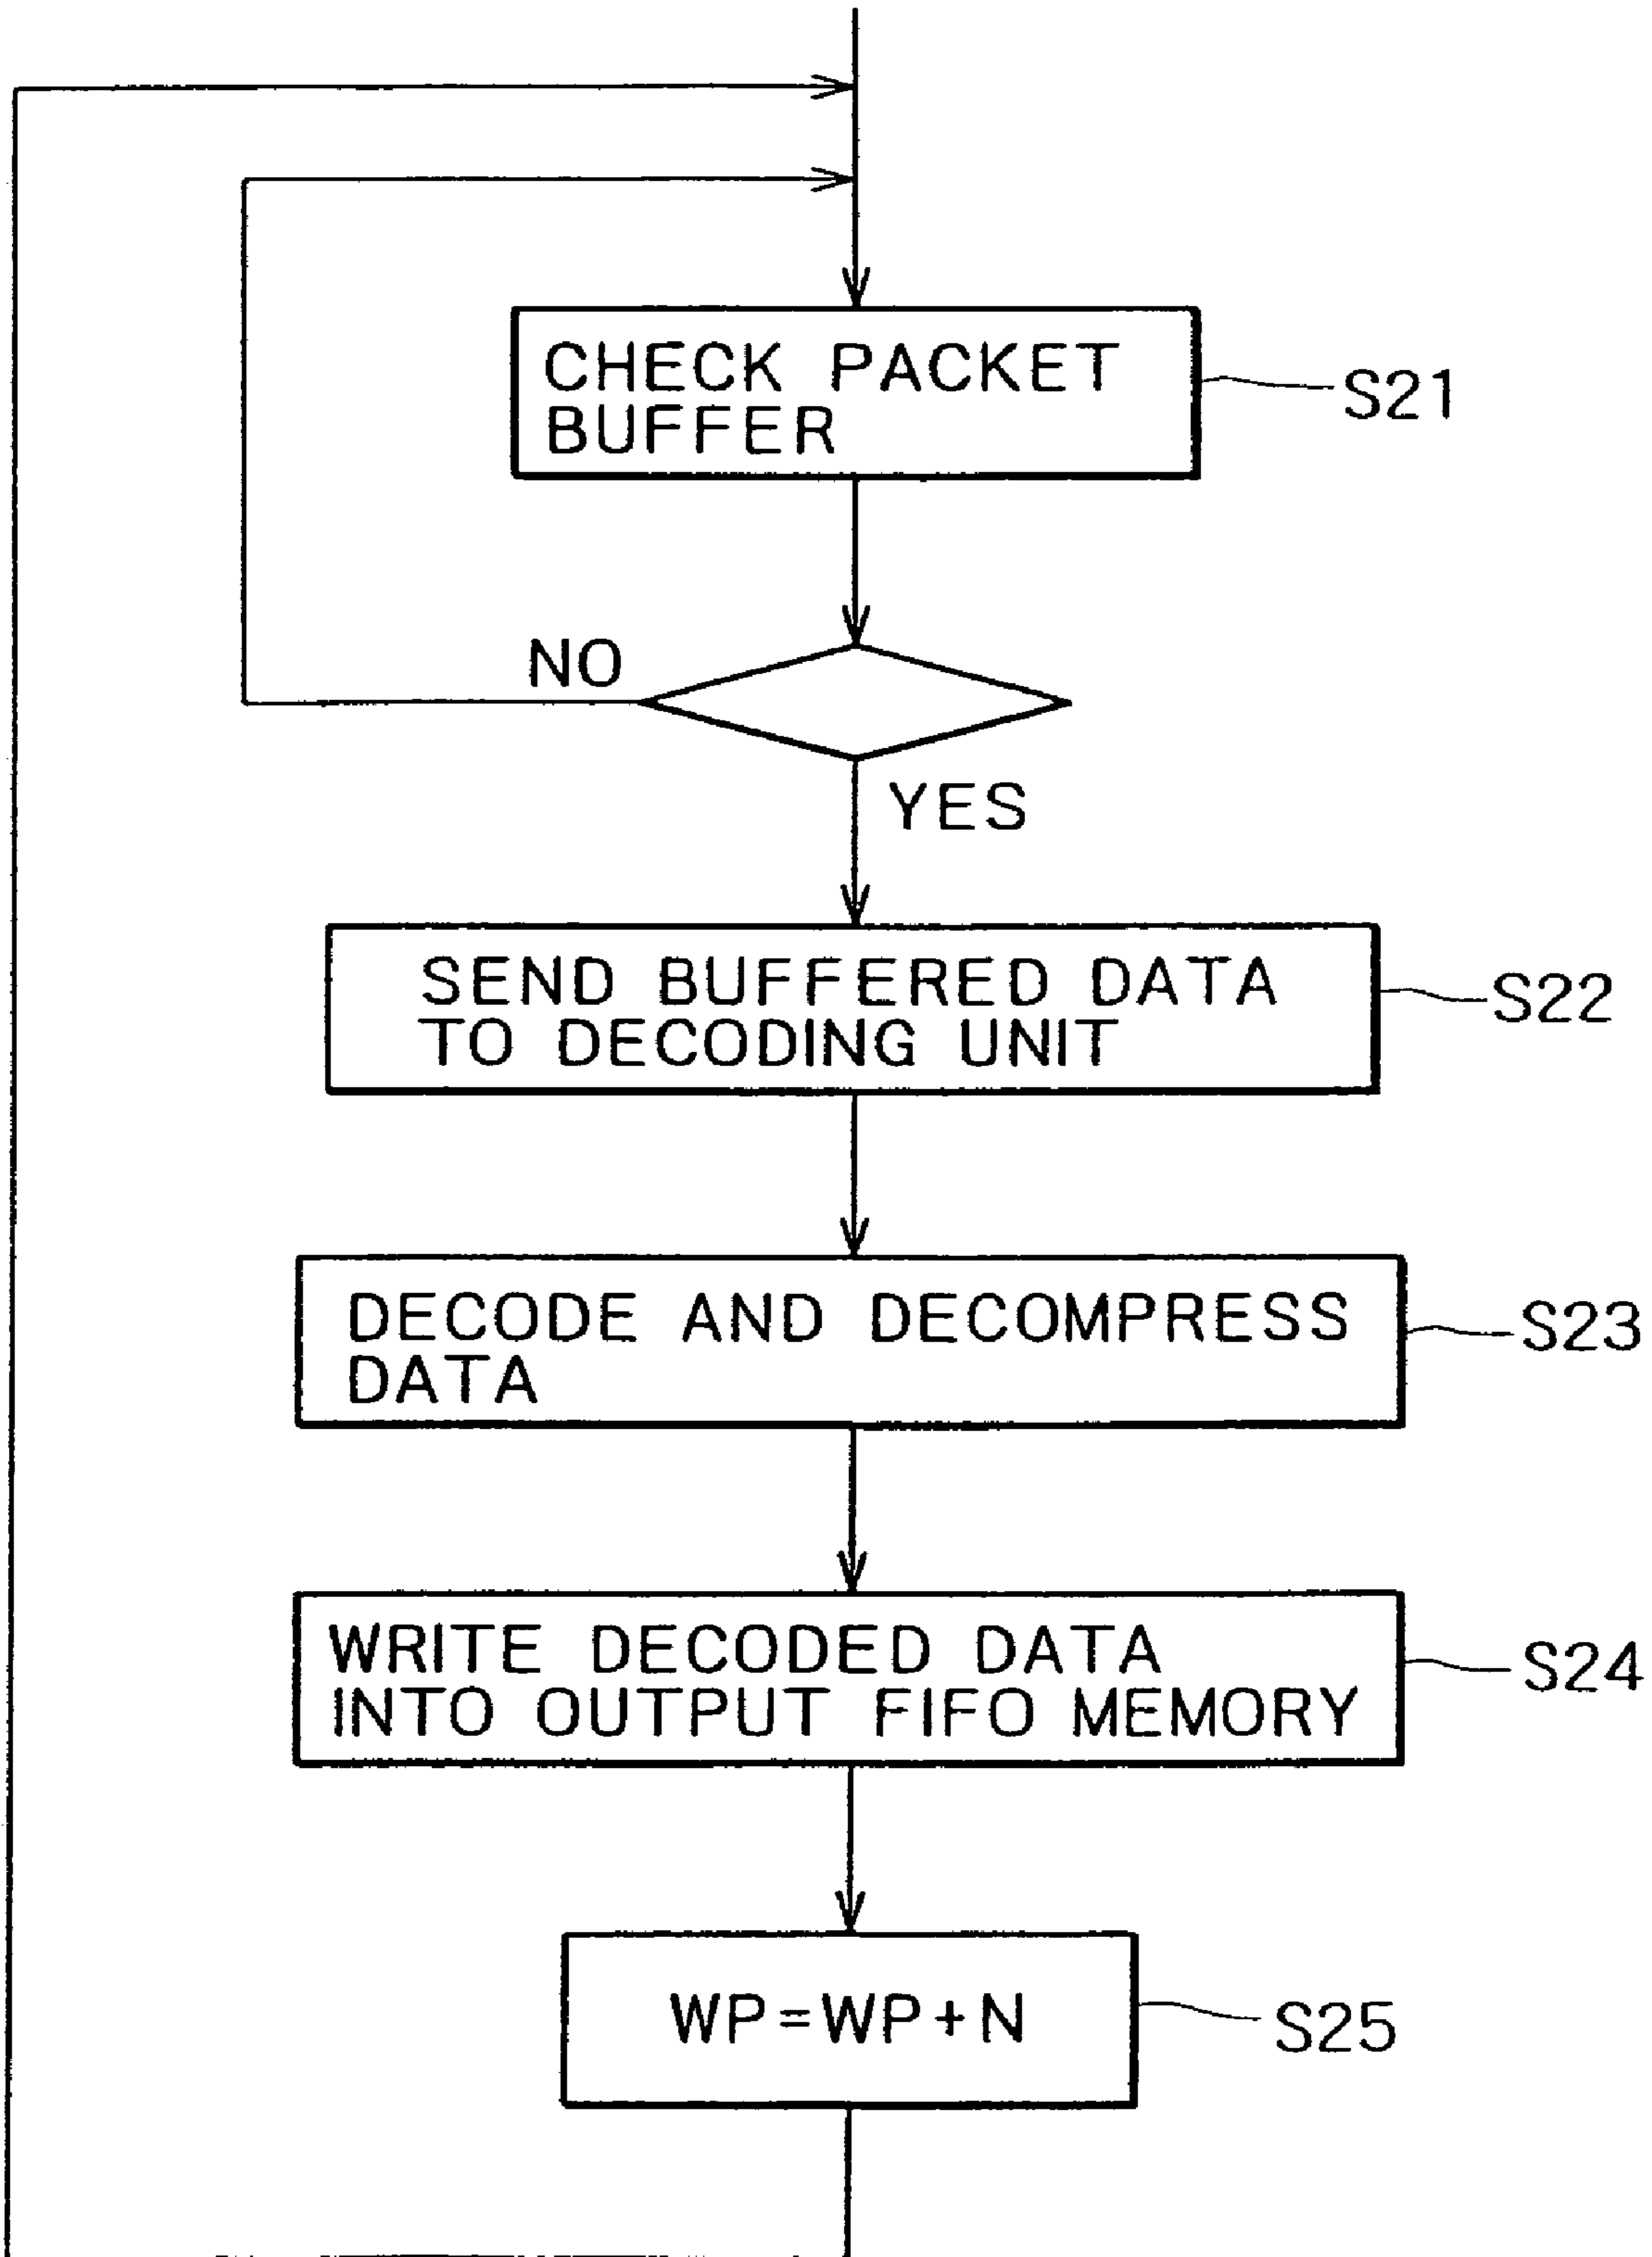 CHECK PACKET
BUFFER
S21
NO
YES
SEND BUFFERED DATA
TO DECODING UNIT
S22
DECODE AND DECOMPRESS
DATA
S23
WRITE DECODED DATA
INTO OUTPUT FIFO MEMORY
S24
WP=WP+N
S25